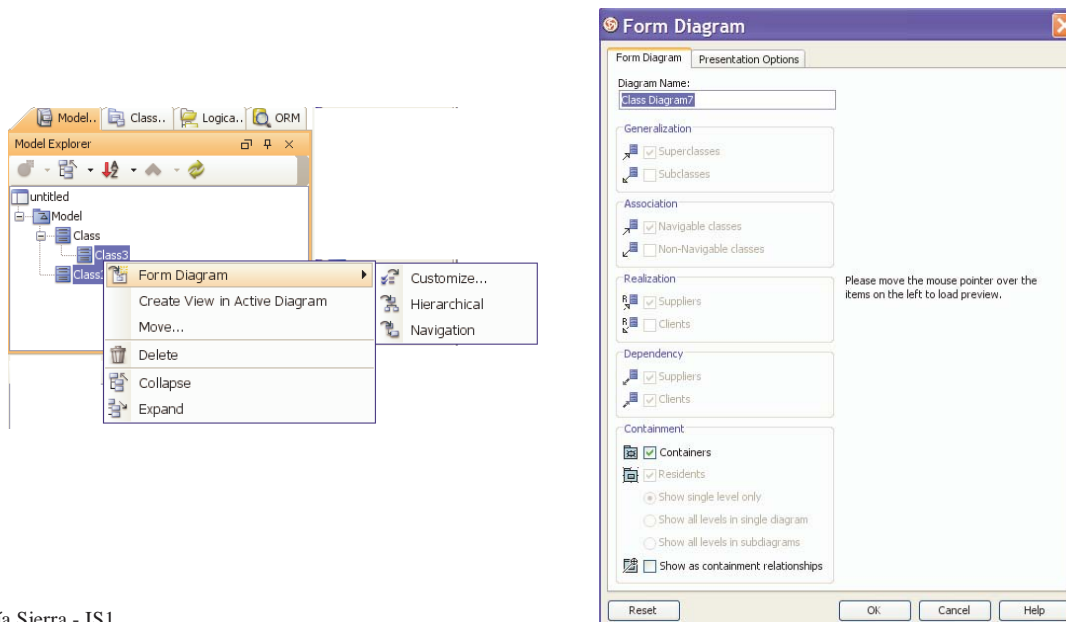 Model..
Class..
Logica..
ORM
Model Explorer
untitled
Model
Class
Class3
Form Diagram
Create View in Active Diagram
Move...
Delete
Collapse
Expand
Customize...
Hierarchical
Navigation
Form Diagram
Form Diagram
Presentation Options
Diagram Name:
Class Diagram7
Generalization
Superclasses
Subclasses
Association
Navigable classes
Non-Navigable classes
Realization
R
Suppliers
R
Clients
Dependency
Suppliers
Clients
Containment
Containers
Residents
Show single level only
Show all levels in single diagram
Show all levels in subdiagrams
Show as containment relationships
Please move the mouse pointer over the
items on the left to load preview.
Reset
OK
Cancel
Help
Sierra - IS1